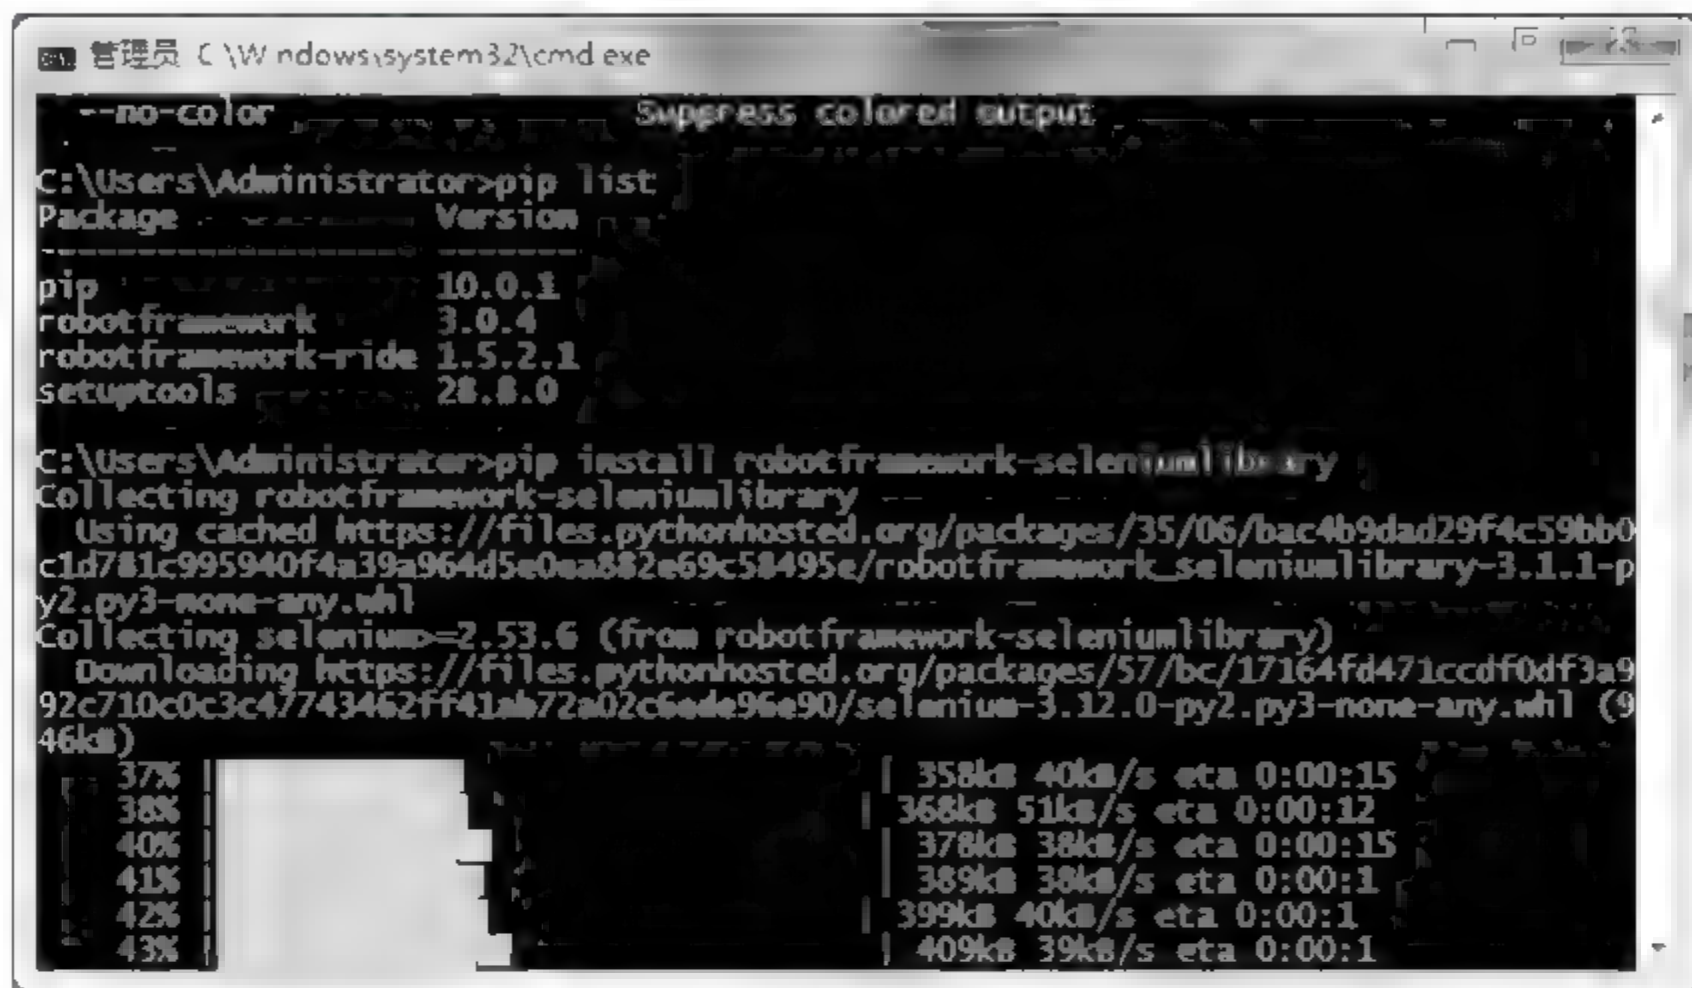 管理员 C:\Windows\system32\cmd.exe
--no-color Suppress colored output
C:\Users\Administrator>pip list
Package Version
------------------- -------
pip 10.0.1
robotframework 3.0.4
robotframework-ride 1.5.2.1
setuptools 28.8.0
C:\Users\Administrator>pip install robotframework-seleniumlibrary
Collecting robotframework-seleniumlibrary
Using cached https://files.pythonhosted.org/packages/35/06/bac4b9dad29f4c59bb0
c1d781c995940f4a39a964d5e0aa882e69c58495e/robotframework_seleniumlibrary-3.1.1-p
y2.py3-none-any.whl
Collecting selenium>=2.53.6 (from robotframework-seleniumlibrary)
Downloading https://files.pythonhosted.org/packages/57/bc/17164fd471ccdf0df3a9
92c710c0c3c47743462ff41ab72a02c6ede96e90/selenium-3.12.0-py2.py3-none-any.whl (9
46kB)
37% | | 358kB 40kB/s eta 0:00:15
38% | | 368kB 51kB/s eta 0:00:12
40% | | 378kB 38kB/s eta 0:00:15
41% | | 389kB 38kB/s eta 0:00:1
42% | | 399kB 40kB/s eta 0:00:1
43% | | 409kB 39kB/s eta 0:00:1